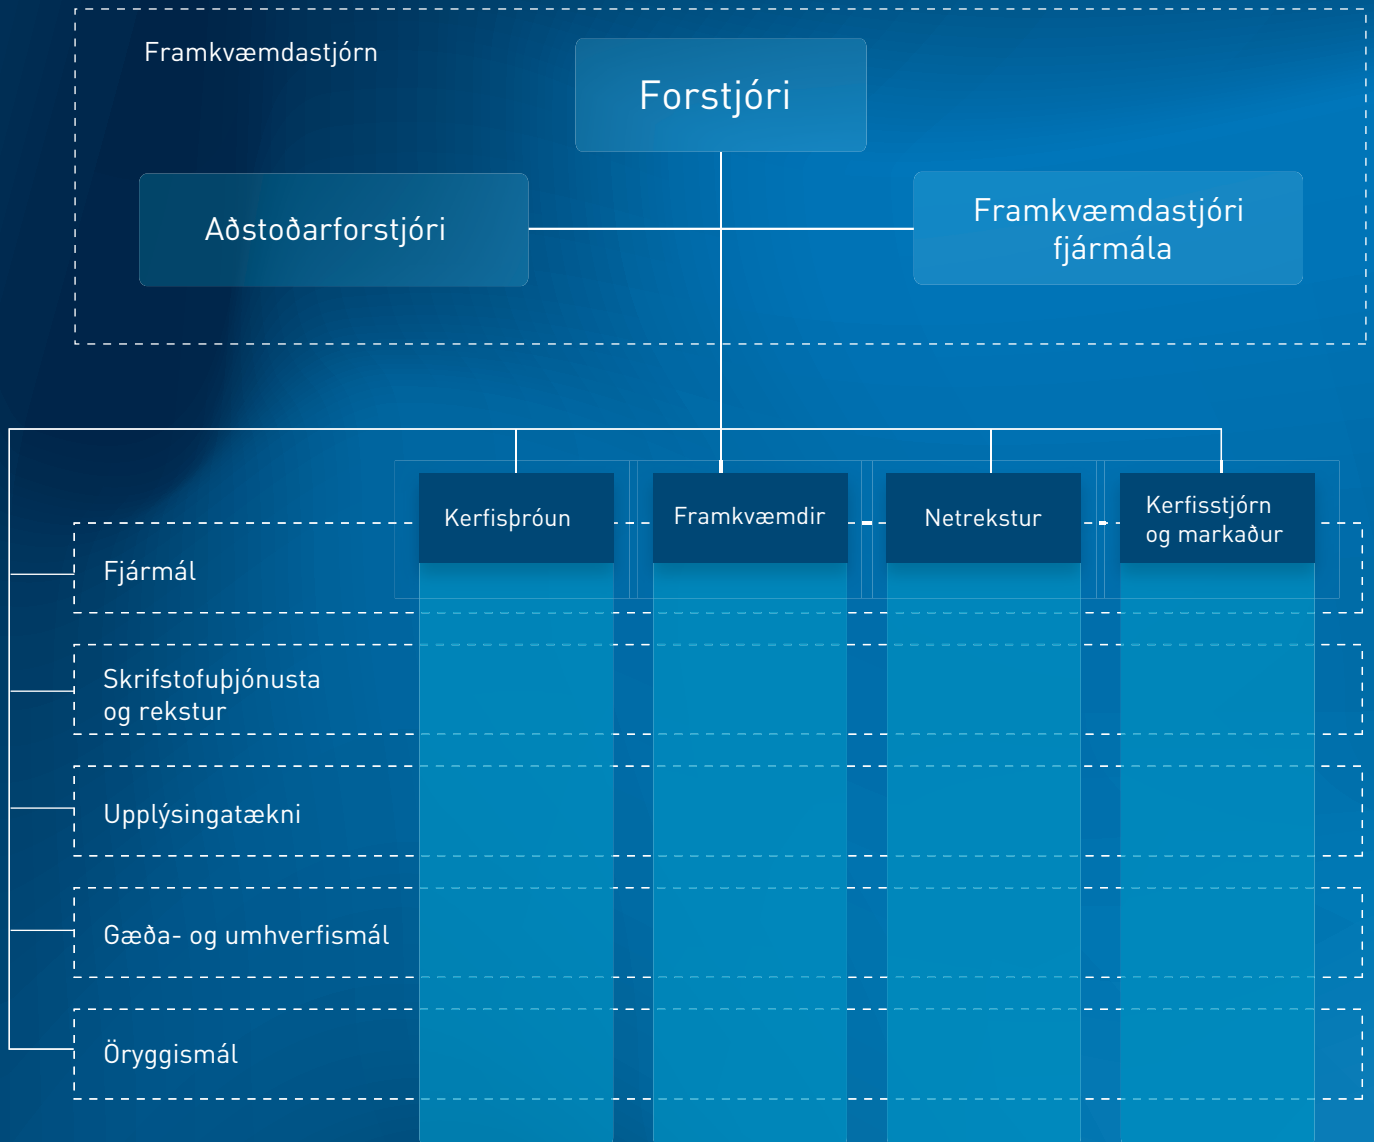 Framkvæmdastjórn
Forstjóri
Aðstoðarforstjóri
Framkvæmdastjóri
fjármála
Kerfisþróun
Framkvæmdir
Netrekstur
Kerfisstjórn
og markaður
Fjármál
Skrifstofuþjónusta
og rekstur
Upplýsingatækni
Gæða- og umhverfismál
Öryggismál